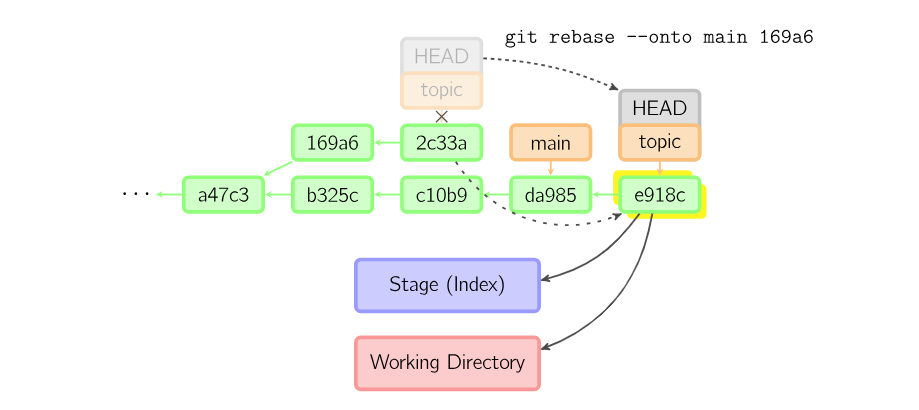 git rebase --onto main 169a6
HEAD
topic
HEAD
169a6
2c33a
main
topic
...
a47c3
b325c
c10b9
da985
e918c
Stage (Index)
Working Directory